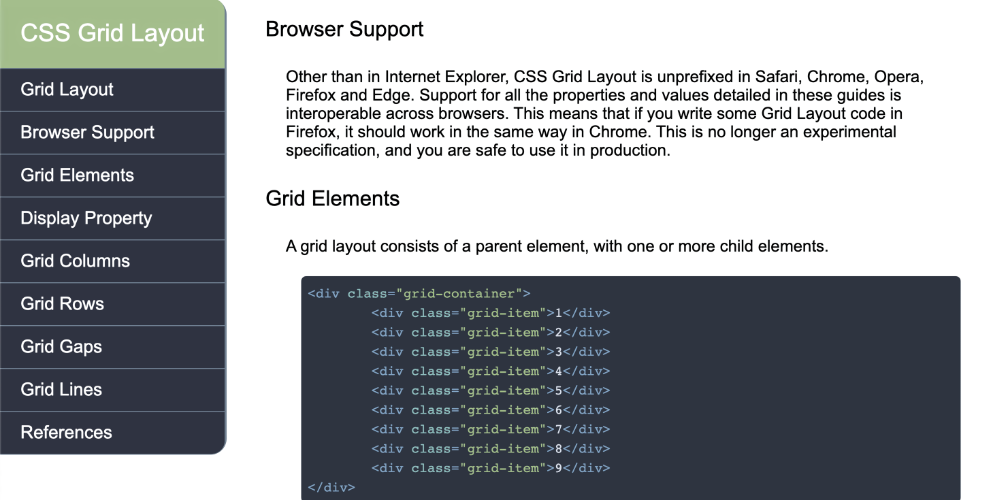 CSS Grid Layout
Grid Layout
Browser Support
Grid Elements
Display Property
Grid Columns
Grid Rows
Grid Gaps
Grid Lines
References
Browser Support
Other than in Internet Explorer, CSS Grid Layout is unprefixed in Safari, Chrome, Opera,
Firefox and Edge. Support for all the properties and values detailed in these guides is
interoperable across browsers. This means that if you write some Grid Layout code in
Firefox, it should work in the same way in Chrome. This is no longer an experimental
specification, and you are safe to use it in production.
Grid Elements
A grid layout consists of a parent element, with one or more child elements.
<div class="grid-container">
<div class="grid-item">1</div>
<div class="grid-item">2</div>
<div class="grid-item">3</div>
<div class="grid-item">4</div>
<div class="grid-item">5</div>
<div class="grid-item">6</div>
<div class="grid-item">7</div>
<div class="grid-item">8</div>
<div class="grid-item">9</div>
</div>